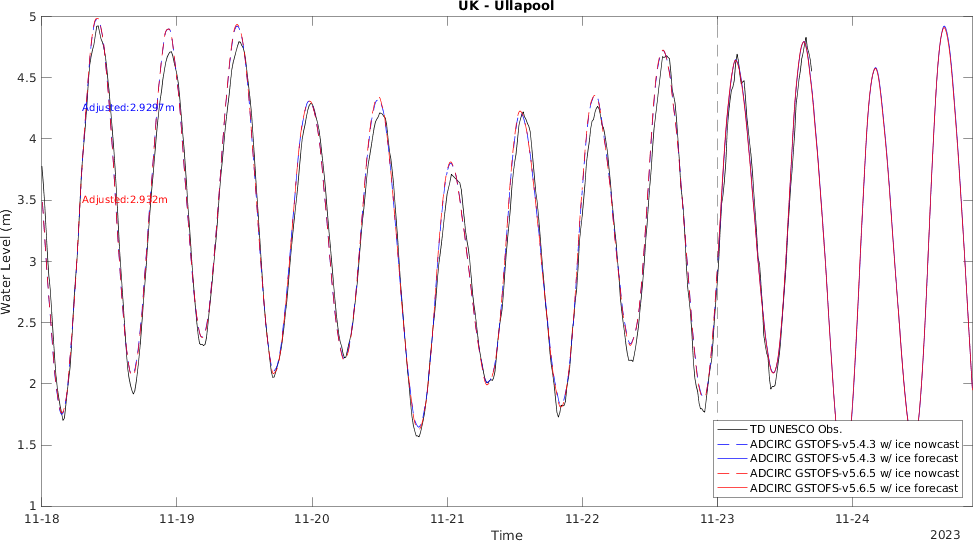 UK - Ullapool
5
4.5
4
3.5
3
2.5
2
1.5
1
Water Level (m)
Adjusted:2.9297m
Adjusted:2.932m
TD UNESCO Obs.
ADCIRC GSTOFS-v5.4.3 w/ ice nowcast
ADCIRC GSTOFS-v5.4.3 w/ ice forecast
ADCIRC GSTOFS-v5.6.5 w/ ice nowcast
ADCIRC GSTOFS-v5.6.5 w/ ice forecast
11-18 11-19 11-20 11-21 11-22 11-23 11-24
Time
2023